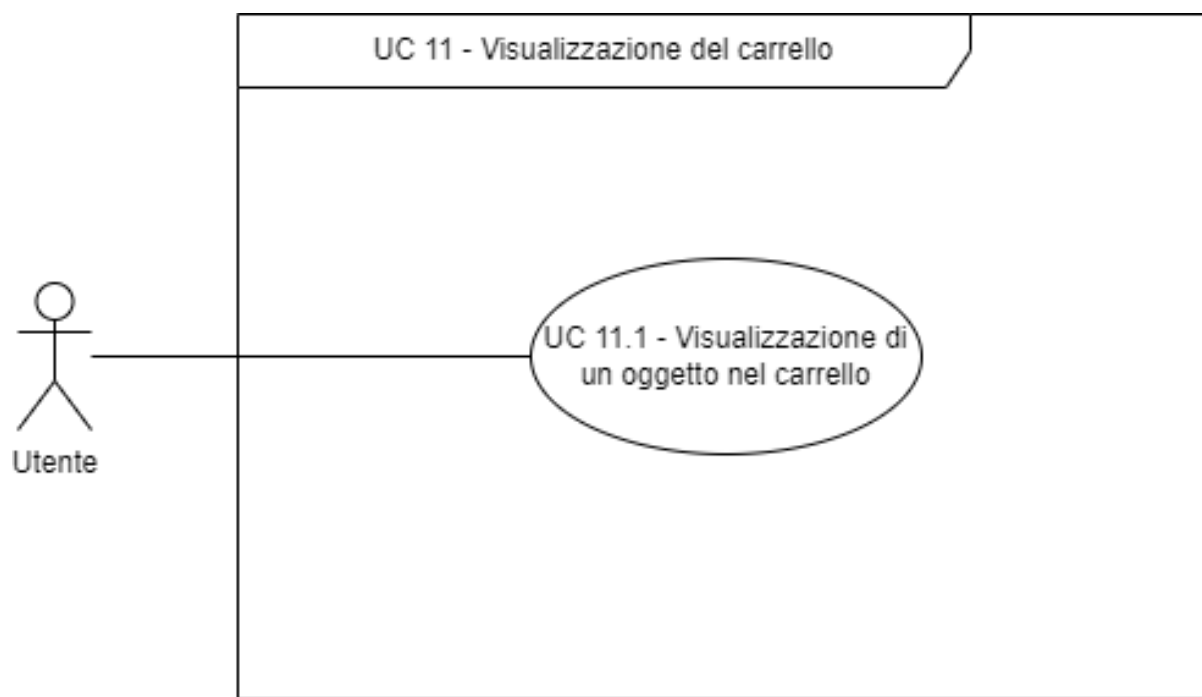 UC 11 - Visualizzazione del carrello
UC 11.1 - Visualizzazione di
un oggetto nel carrello
Utente